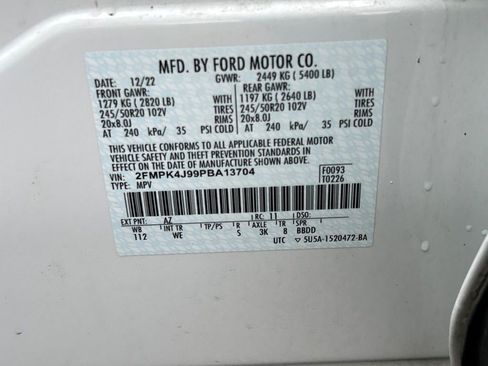 MFD. BY FORD MOTOR CO.
DATE: 12/22 GVWR: 2449 KG (5400 LB)
FRONT GAWR: REAR GAWR:
1279 KG (2820 LB) WITH 1197 KG (2640 LB) WITH
245/50R20 102V TIRES 245/50R20 102V TIRES
20x8.0J RIMS 20x8.0J RIMS
AT 240 kPa/ 35 PSI COLD AT 240 kPa/ 35 PSI COLD
THIS VEHICLE CONFORMS TO ALL APPLICABLE FEDERAL MOTOR
VEHICLE SAFETY AND THEFT PREVENTION STANDARDS IN
EFFECT ON THE DATE OF MANUFACTURE SHOWN ABOVE.
VIN: 2FMPK4J99PBA13704 F0093
TYPE: MPV T0226
EXT PNT: AZ RC: 11 DSO:
WB INT TR TP/PS R AXLE TR SPR
112 WE 5 3K 8 BBDD
UTC ▽ 5U5A-1520472-BA